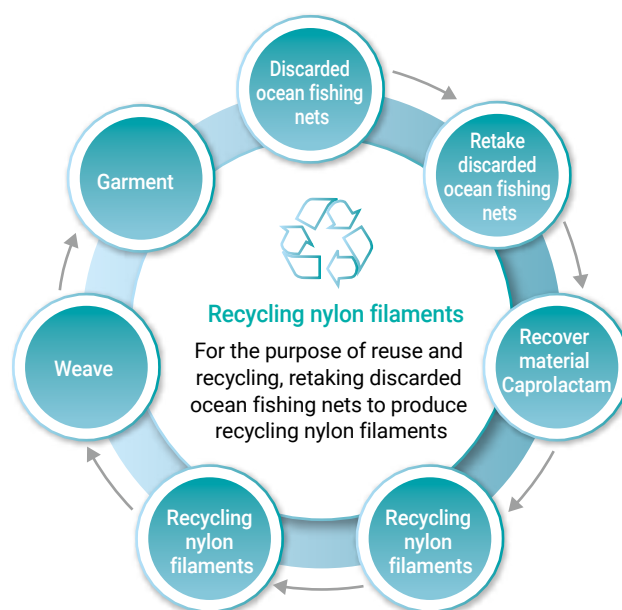 Discarded
ocean fishing
nets
Retake
discarded
ocean fishing
nets
Recover
material
Caprolactam
Recycling
nylon
filaments
Recycling
nylon
filaments
Weave
Garment
Recycling nylon filaments
For the purpose of reuse and
recycling, retaking discarded
ocean fishing nets to produce
recycling nylon filaments